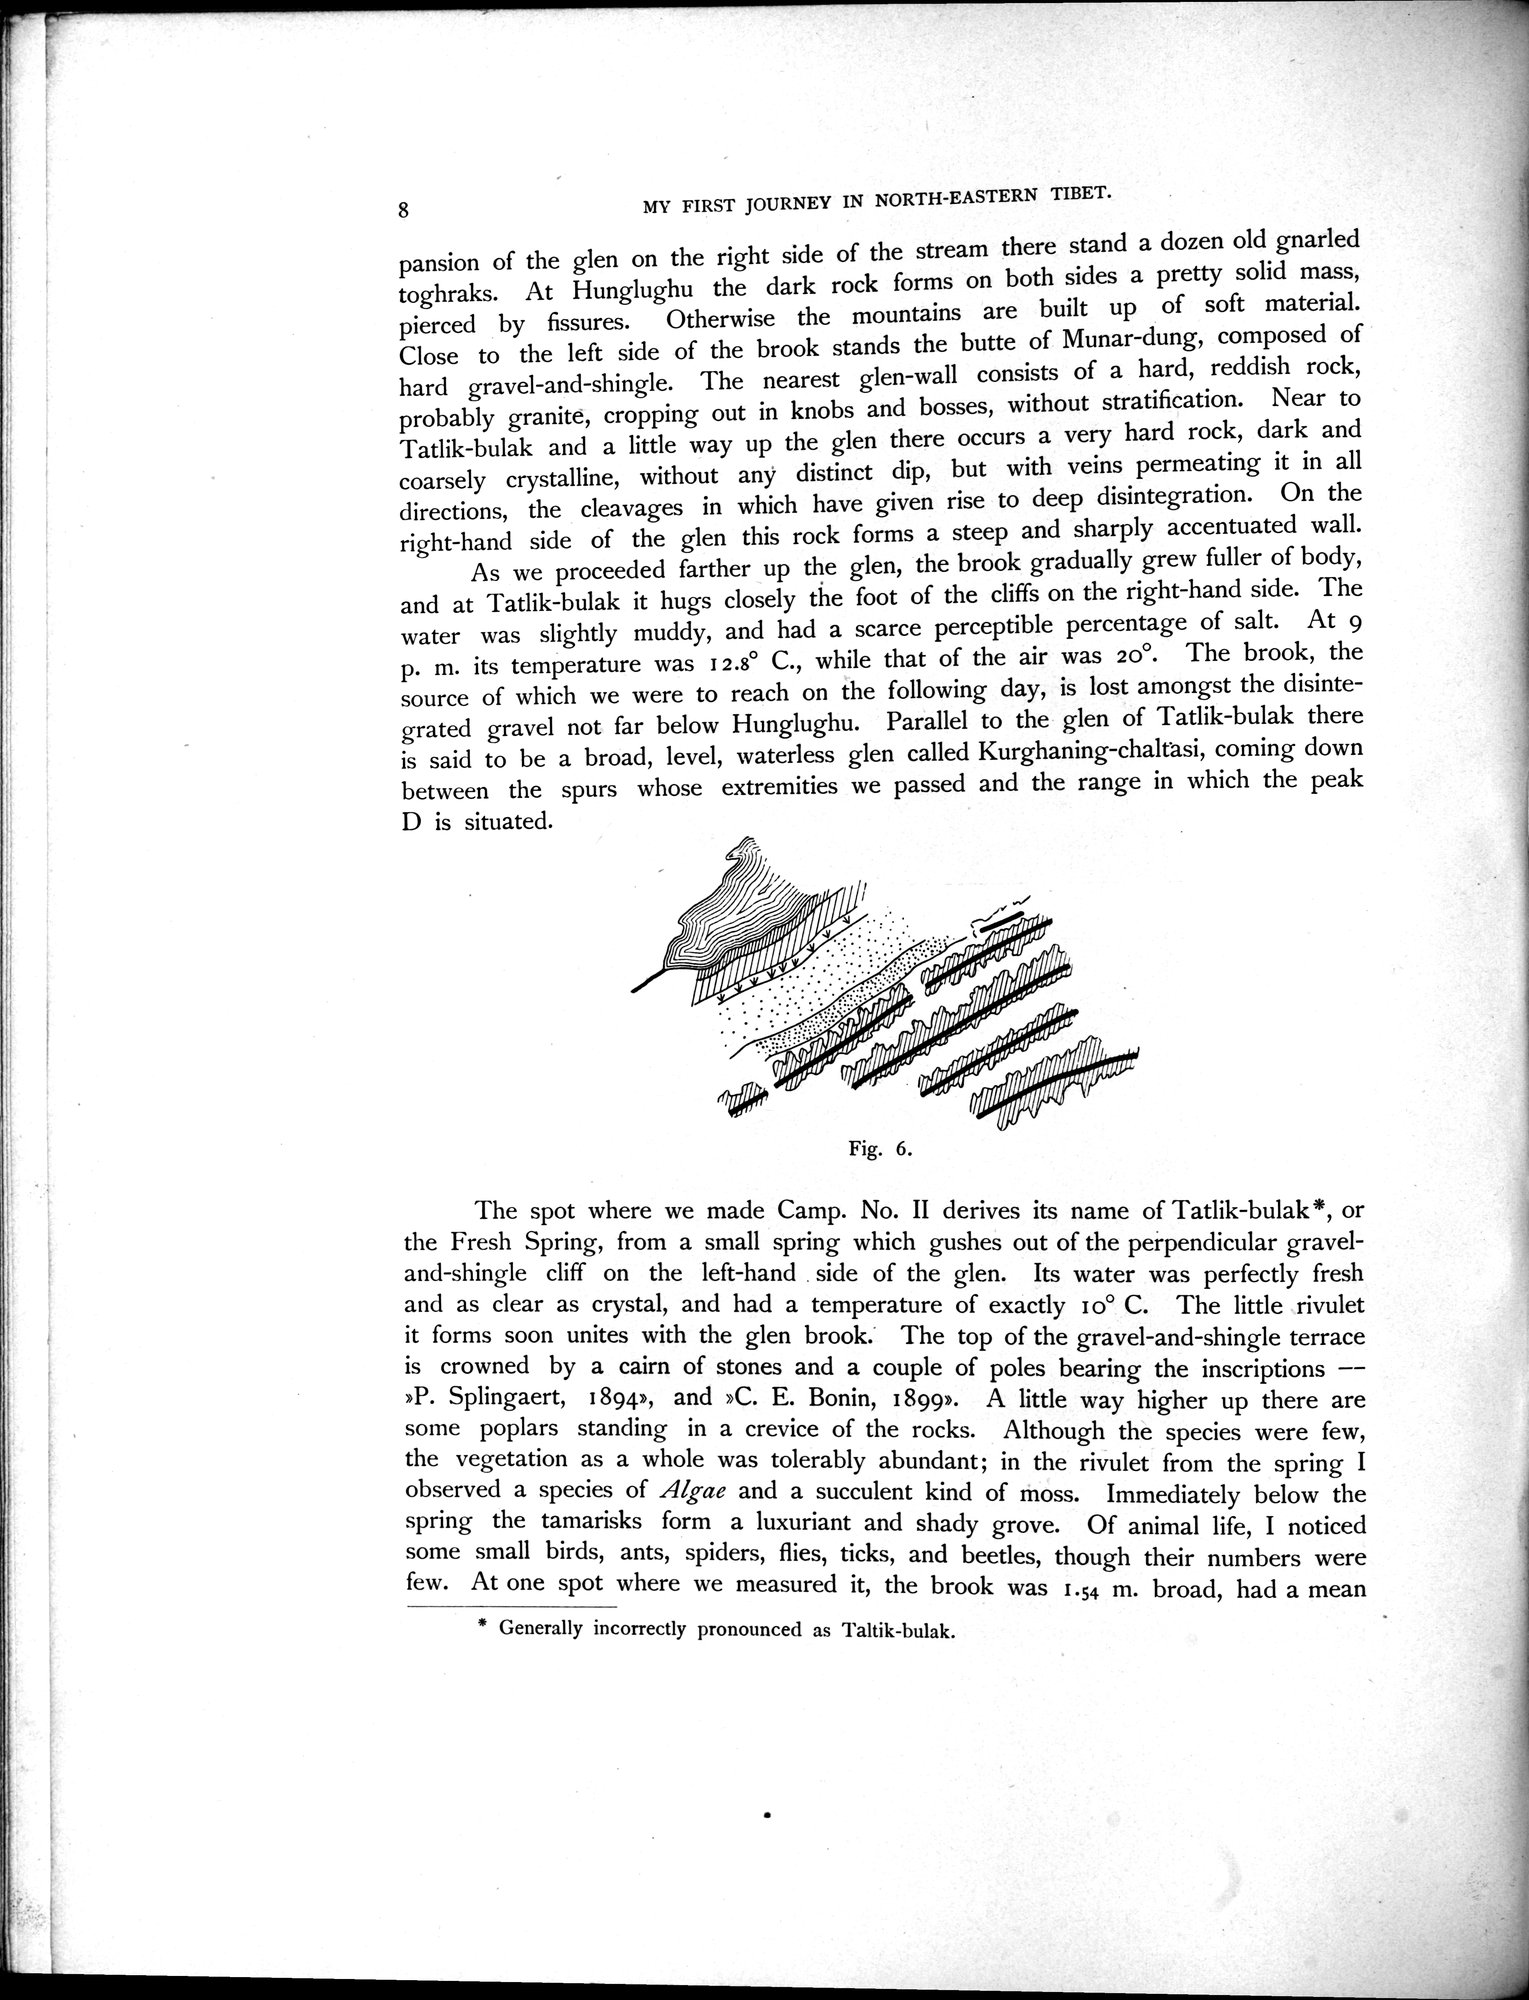 8
MY FIRST JOURNEY IN NORTH-EASTERN TIBET.
pansion of the glen on the right side of the stream there stand a dozen old gnarled
toghraks. At Hunglughu the dark rock forms on both sides a pretty solid mass,
pierced by fissures. Otherwise the mountains are built up of soft material.
Close to the left side of the brook stands the butte of Munar-dung, composed of
hard gravel-and-shingle. The nearest glen-wall consists of a hard, reddish rock,
probably granite, cropping out in knobs and bosses, without stratification. Near to
Tatlik-bulak and a little way up the glen there occurs a very hard rock, dark and
coarsely crystalline, without any distinct dip, but with veins permeating it in all
directions, the cleavages in which have given rise to deep disintegration. On the
right-hand side of the glen this rock forms a steep and sharply accentuated wall.
As we proceeded farther up the glen, the brook gradually grew fuller of body,
and at Tatlik-bulak it hugs closely the foot of the cliffs on the right-hand side. The
water was slightly muddy, and had a scarce perceptible percentage of salt. At 9
p. m. its temperature was 12.8° C., while that of the air was 20°. The brook, the
source of which we were to reach on the following day, is lost amongst the disinte-
grated gravel not far below Hunglughu. Parallel to the glen of Tatlik-bulak there
is said to be a broad, level, waterless glen called Kurghaning-chaltasi, coming down
between the spurs whose extremities we passed and the range in which the peak
D is situated.
Fig. 6.
The spot where we made Camp. No. II derives its name of Tatlik-bulak*, or
the Fresh Spring, from a small spring which gushes out of the perpendicular gravel-
and-shingle cliff on the left-hand side of the glen. Its water was perfectly fresh
and as clear as crystal, and had a temperature of exactly 10° C. The little rivulet
it forms soon unites with the glen brook. The top of the gravel-and-shingle terrace
is crowned by a cairn of stones and a couple of poles bearing the inscriptions —
»P. Splingaert, 1894», and »C. E. Bonin, 1899». A little way higher up there are
some poplars standing in a crevice of the rocks. Although the species were few,
the vegetation as a whole was tolerably abundant; in the rivulet from the spring I
observed a species of Algae and a succulent kind of moss. Immediately below the
spring the tamarisks form a luxuriant and shady grove. Of animal life, I noticed
some small birds, ants, spiders, flies, ticks, and beetles, though their numbers were
few. At one spot where we measured it, the brook was 1.54 m. broad, had a mean
* Generally incorrectly pronounced as Taltik-bulak.